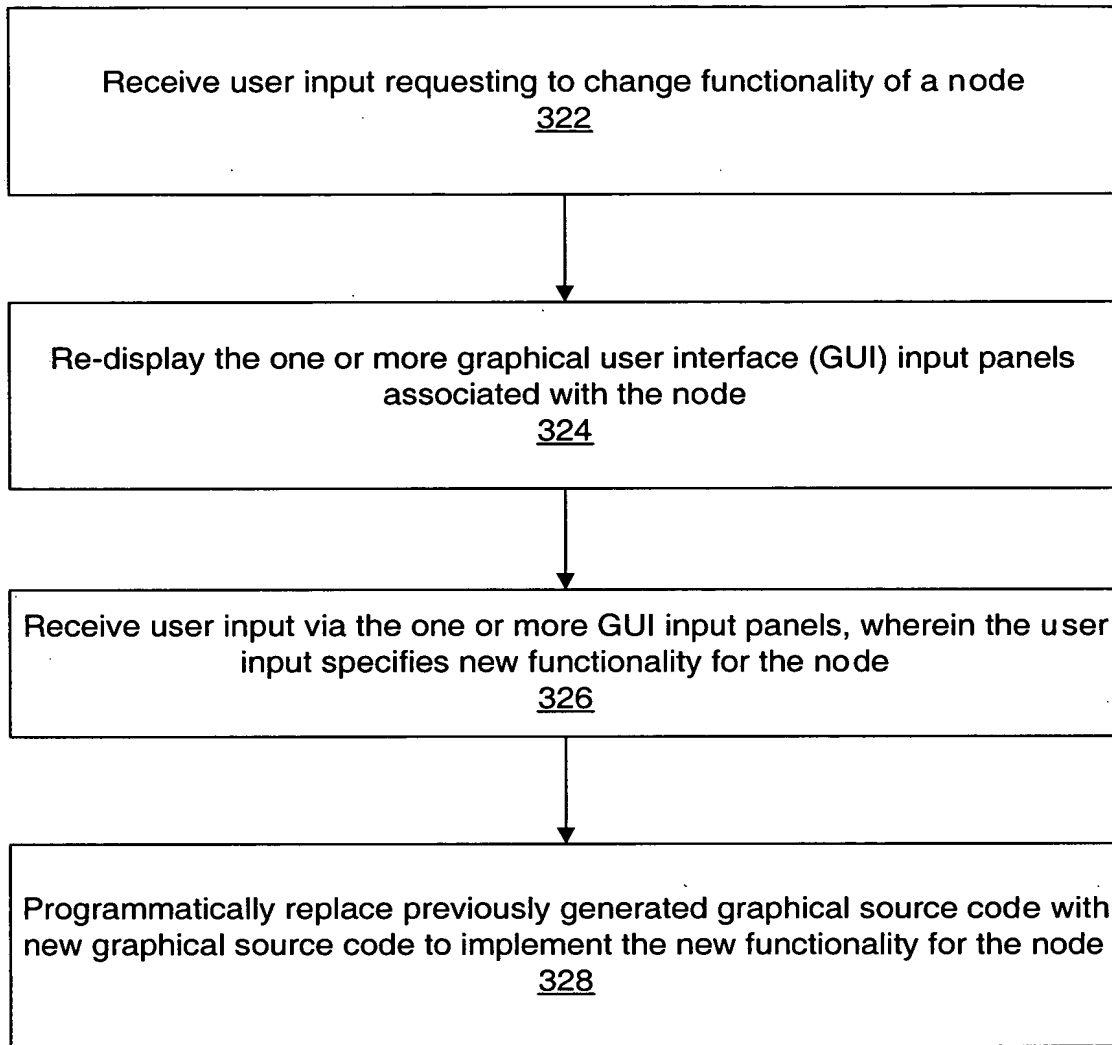 Receive user input requesting to change functionality of a node
322
Re-display the one or more graphical user interface (GUI) input panels
associated with the node
324
Receive user input via the one or more GUI input panels, wherein the user
input specifies new functionality for the node
326
Programmatically replace previously generated graphical source code with
new graphical source code to implement the new functionality for the node
328